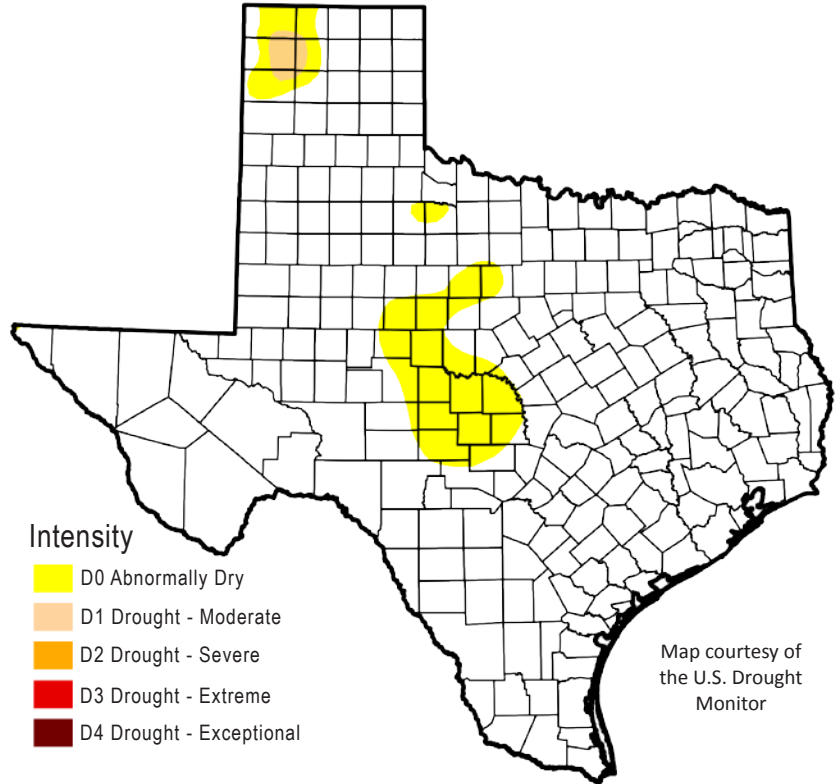 Intensity
D0 Abnormally Dry
D1 Drought - Moderate
D2 Drought - Severe
D3 Drought - Extreme
D4 Drought - Exceptional
Map courtesy of
the U.S. Drought
Monitor